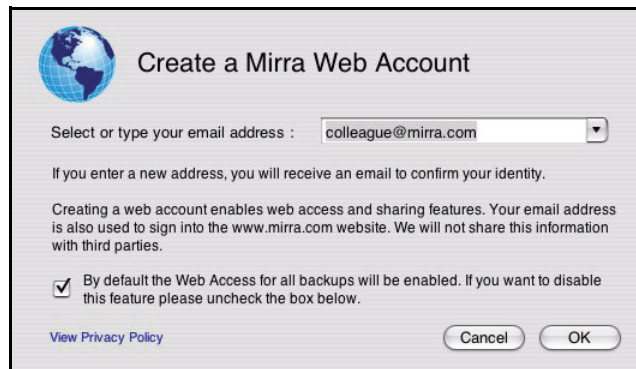 Create a Mirra Web Account
Select or type your email address :
colleague@mirra.com
If you enter a new address, you will receive an email to confirm your identity.
Creating a web account enables web access and sharing features. Your email address
is also used to sign into the www.mirra.com website. We will not share this information
with third parties.
By default the Web Access for all backups will be enabled. If you want to disable
this feature please uncheck the box below.
View Privacy Policy
Cancel
OK